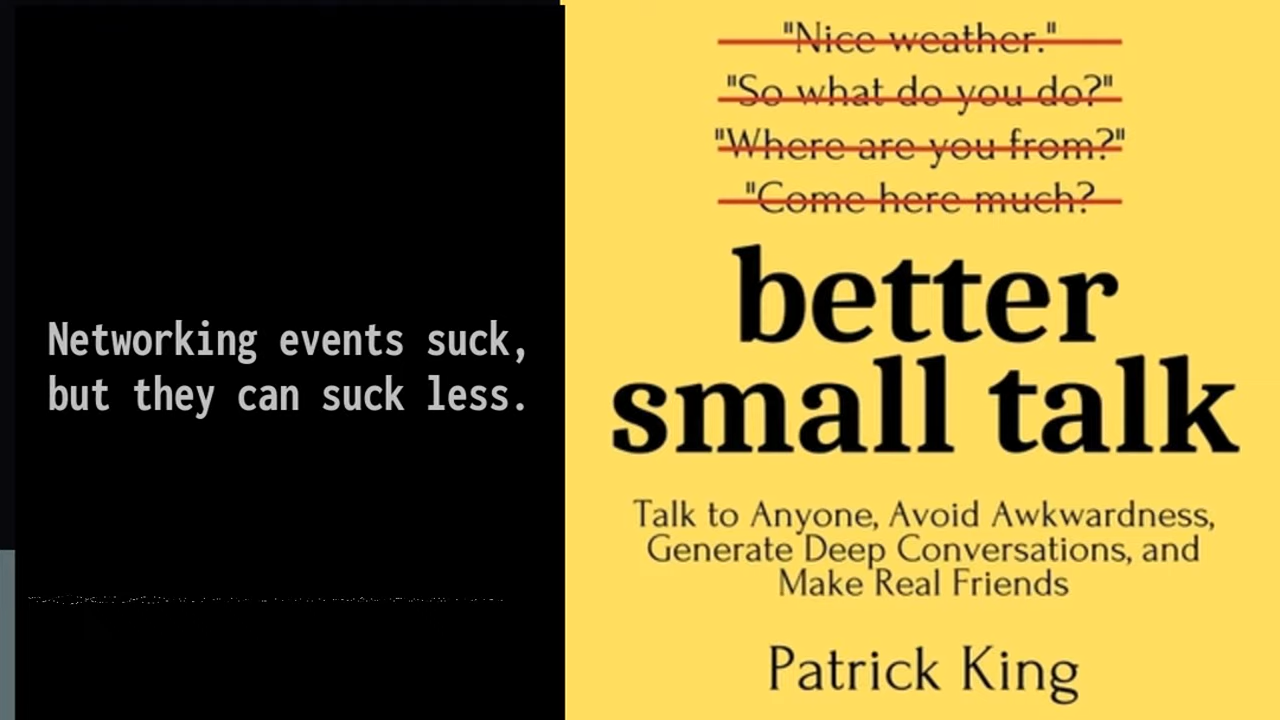 Networking events suck,
but they can suck less.
"Nice weather."
"So what do you do?"
"Where are you from?"
"Come here much?
better
small talk
Talk to Anyone, Avoid Awkwardness,
Generate Deep Conversations, and
Make Real Friends
Patrick King